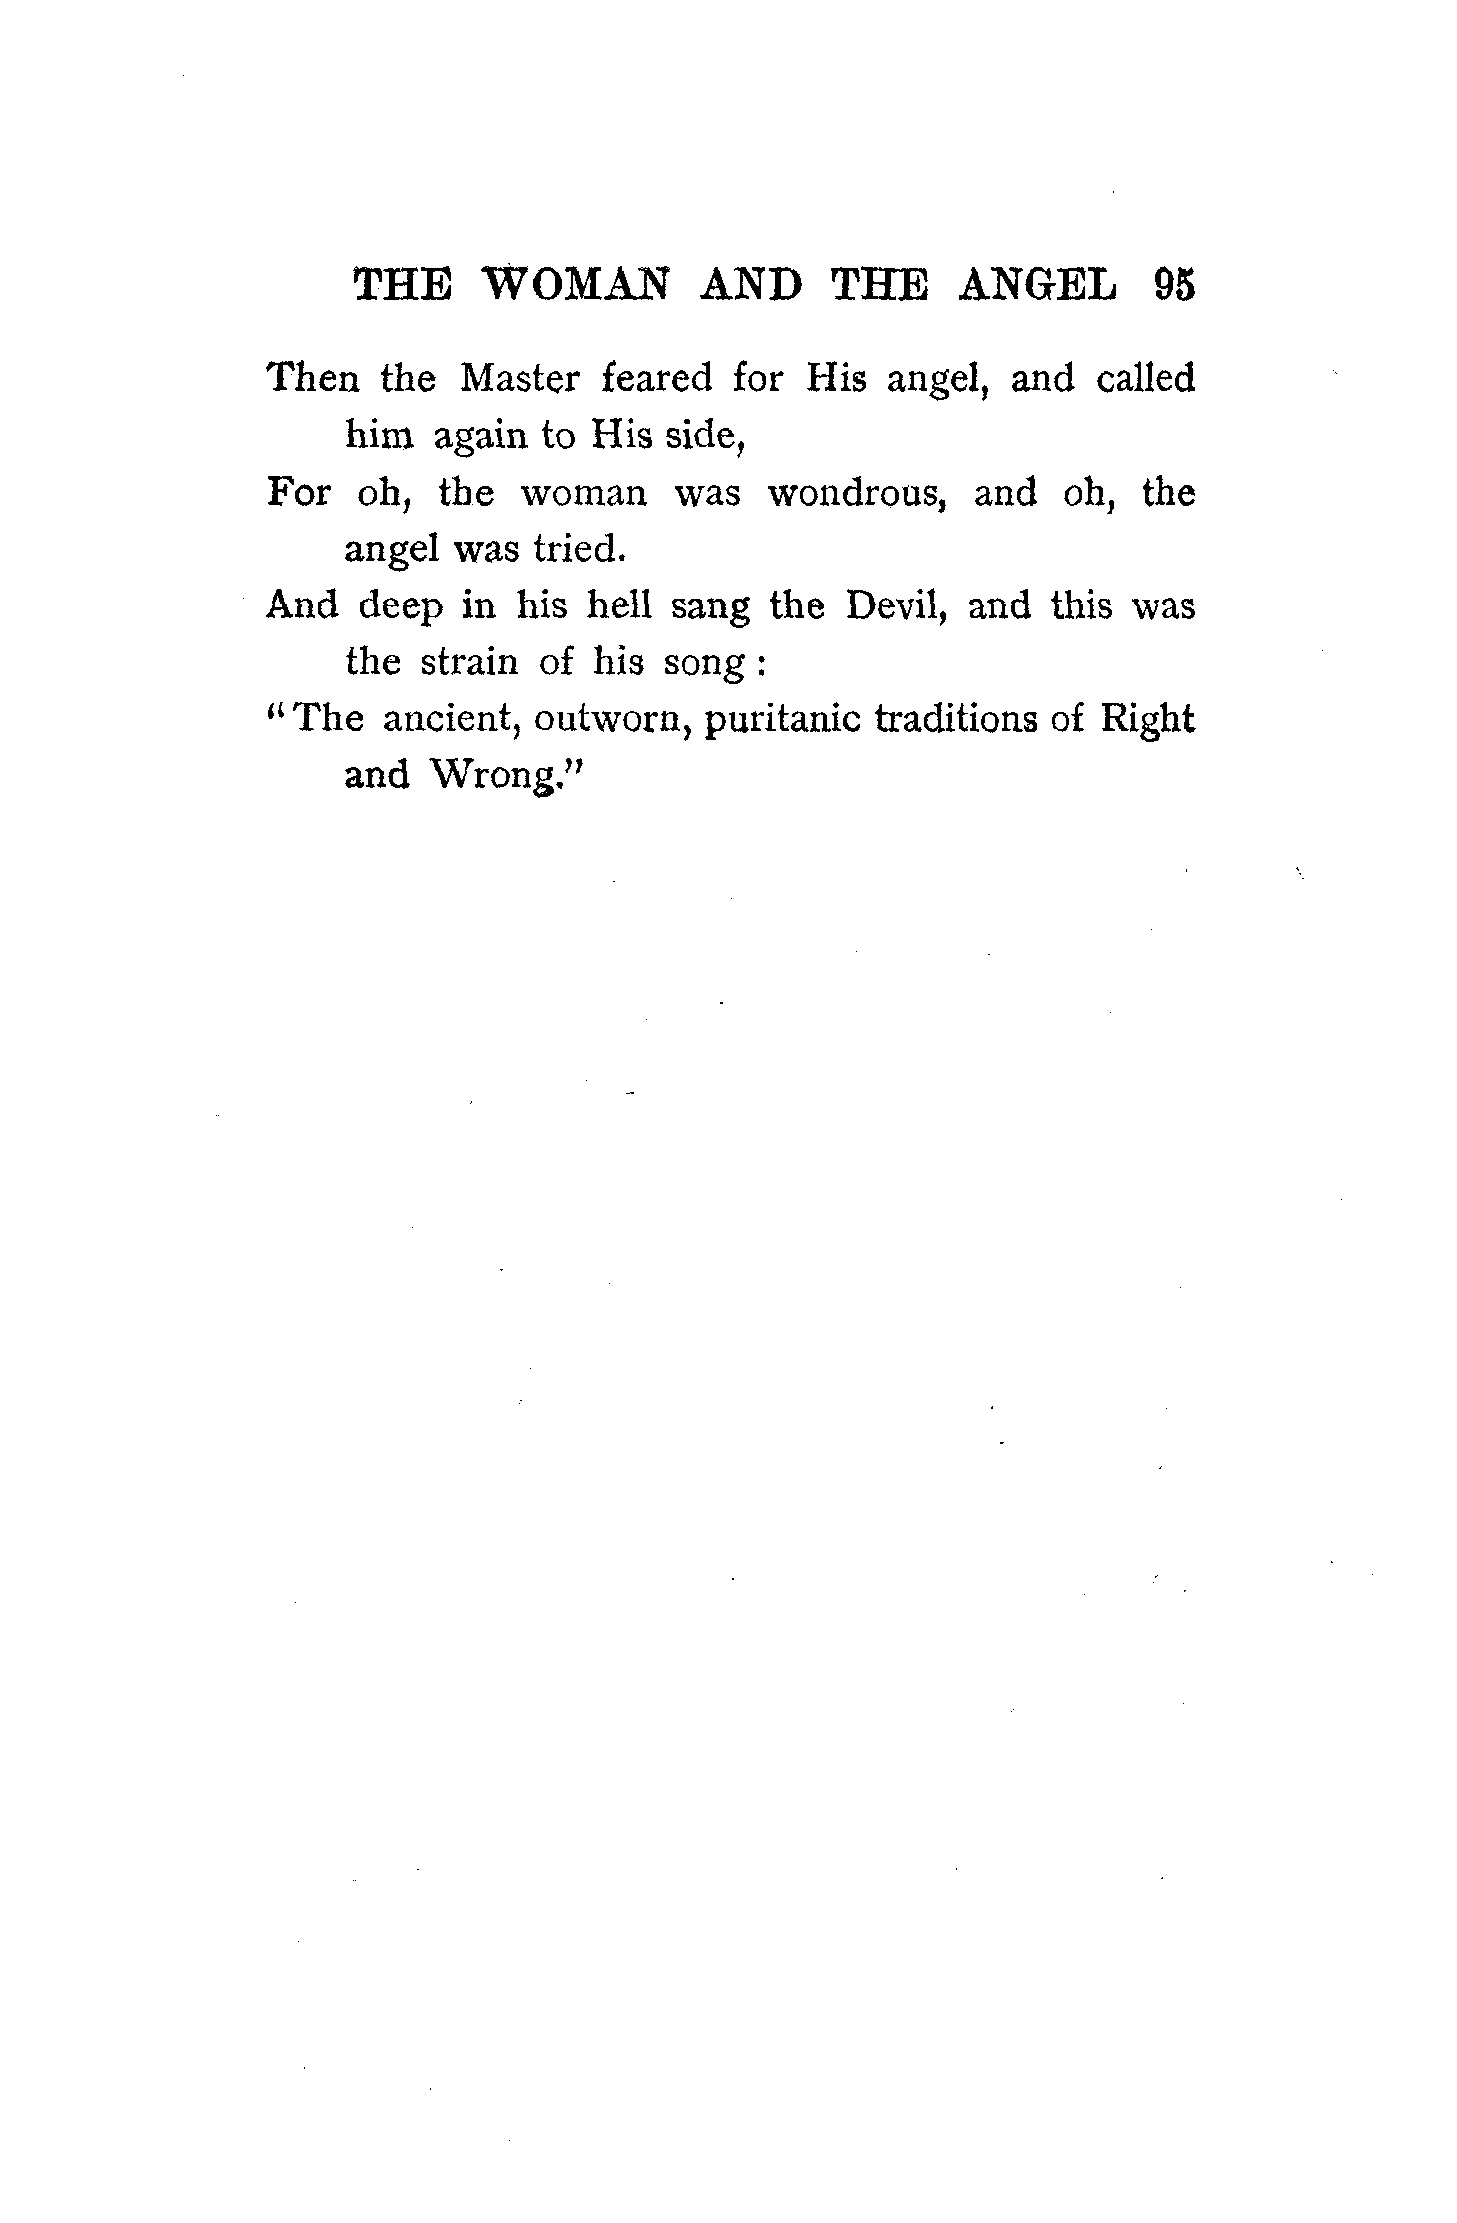 THE WOMAN AND THE ANGEL 95
Then the Master feared for His angel, and called
him again to His side,
For oh, the woman was wondrous, and oh, the
angel was tried.
And deep in his hell sang the Devil, and this was
the strain of his song :
"The ancient, outworn, puritanic traditions of Right
and Wrong."